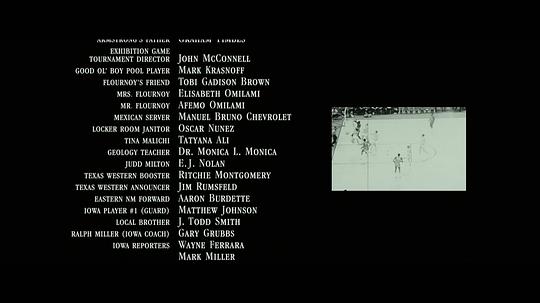 ARMSTRONG'S FATHER GRAHAM TIMBES
EXHIBITION GAME
TOURNAMENT DIRECTOR JOHN MCCONNELL
GOOD OL' BOY POOL PLAYER MARK KRASNOFF
FLOURNOY'S FRIEND TOBI GADISON BROWN
MRS. FLOURNOY ELISABETH OMILAMI
MR. FLOURNOY AFEMO OMILAMI
MEXICAN SERVER MANUEL BRUNO CHEVROLET
LOCKER ROOM JANITOR OSCAR NUNEZ
TINA MALICHI TATYANA ALI
GEOLOGY TEACHER DR. MONICA L. MONICA
JUDD MILTON E.J. NOLAN
TEXAS WESTERN BOOSTER RITCHIE MONTGOMERY
TEXAS WESTERN ANNOUNCER JIM RUMSFELD
EASTERN NM FORWARD AARON BURDETTE
IOWA PLAYER #1 (GUARD) MATTHEW JOHNSON
LOCAL BROTHER J. TODD SMITH
RALPH MILLER (IOWA COACH) GARY GRUBBS
IOWA REPORTERS WAYNE FERRARA
MARK MILLER